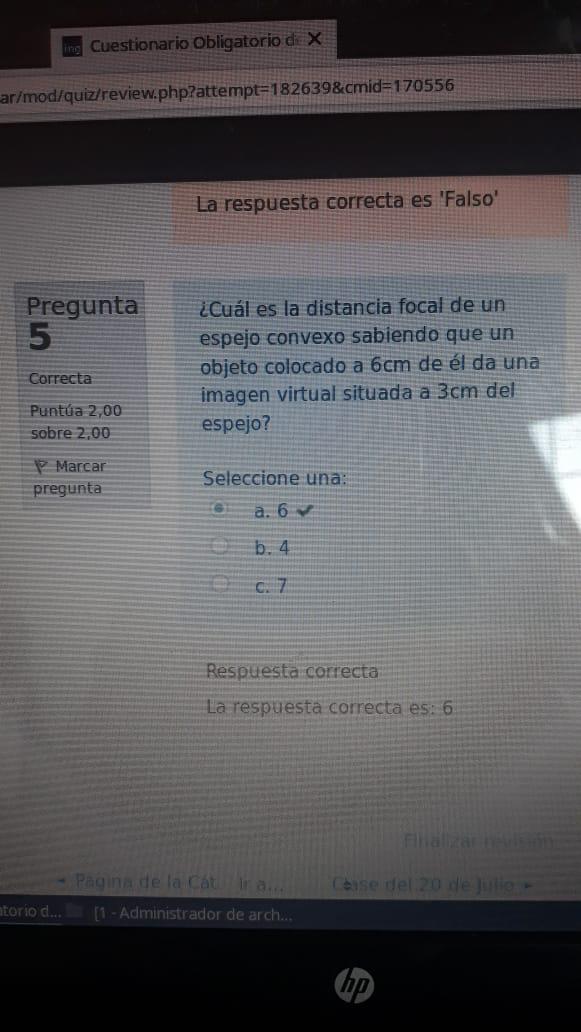 ing Cuestionario Obligatorio d X
ar/mod/quiz/review.php?attempt=182639&cmid=170556
La respuesta correcta es 'Falso'
Pregunta
5
Correcta
Puntúa 2,00
sobre 2,00
Marcar
pregunta
¿Cuál es la distancia focal de un
espejo convexo sabiendo que un
objeto colocado a 6cm de él da una
imagen virtual situada a 3cm del
espejo?
Seleccione una:
a. 6
b. 4
c. 7
Respuesta correcta
La respuesta correcta es: 6
Finalizar revisión
◄ Página de la Cát Ir a... Clase del 20 de Julio ►
atorio d... [1 - Administrador de arch...
hp